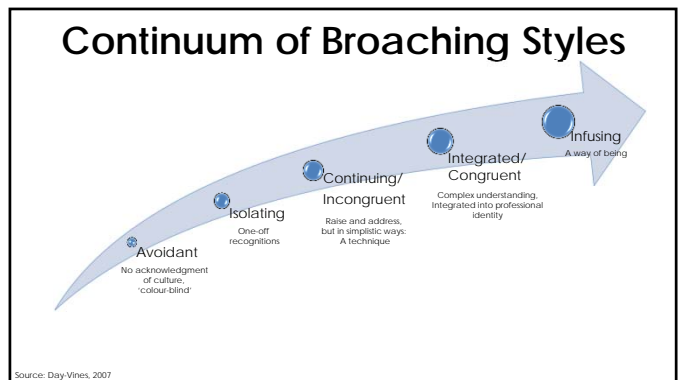 Continuum of Broaching Styles
Avoidant
No acknowledgment
of culture,
‘colour-blind’
Isolating
One-off
recognitions
Continuing/
Incongruent
Raise and address,
but in simplistic ways:
A technique
Integrated/
Congruent
Complex understanding,
Integrated into professional
identity
Infusing
A way of being
Source: Day-Vines, 2007